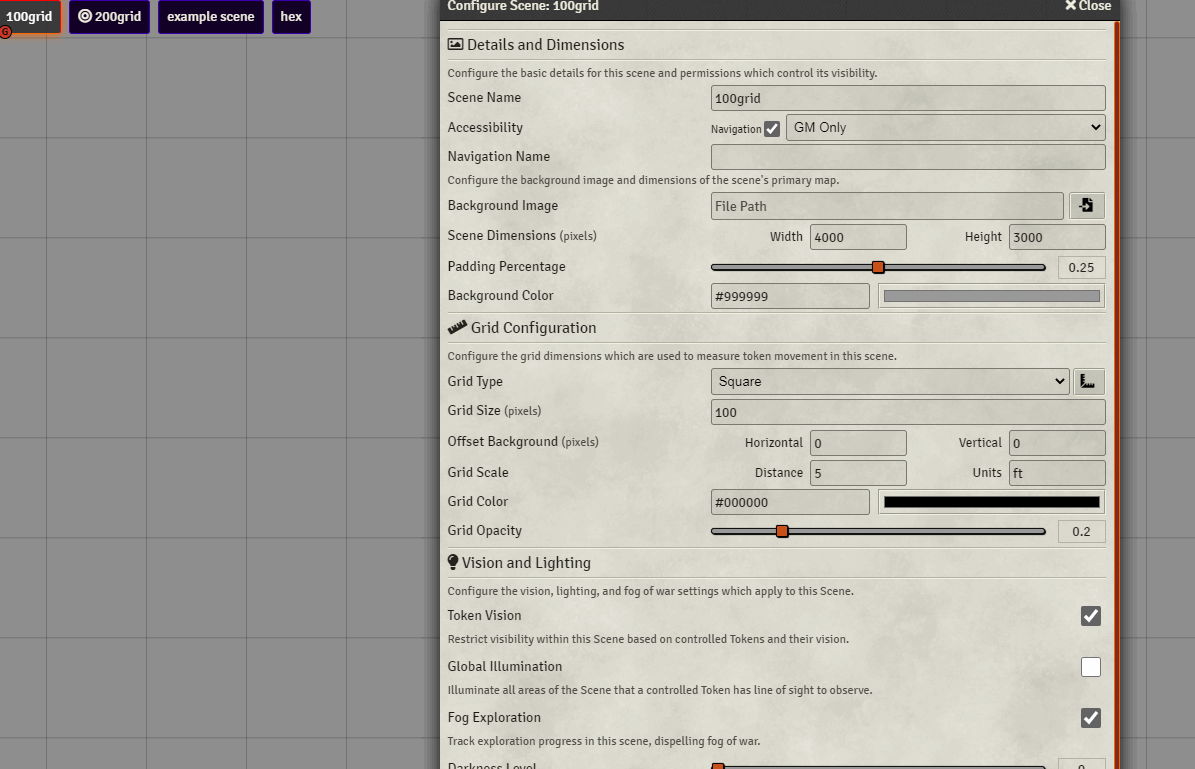 100grid 200grid example scene hex
G
Configure Scene: 100grid Close
Details and Dimensions
Configure the basic details for this scene and permissions which control its visibility.
Scene Name 100grid
Accessibility Navigation GM Only
Navigation Name
Configure the background image and dimensions of the scene's primary map.
Background Image File Path
Scene Dimensions (pixels) Width 4000 Height 3000
Padding Percentage 0.25
Background Color #999999
Grid Configuration
Configure the grid dimensions which are used to measure token movement in this scene.
Grid Type Square
Grid Size (pixels) 100
Offset Background (pixels) Horizontal 0 Vertical 0
Grid Scale Distance 5 Units ft
Grid Color #000000
Grid Opacity 0.2
Vision and Lighting
Configure the vision, lighting, and fog of war settings which apply to this Scene.
Token Vision
Restrict visibility within this Scene based on controlled Tokens and their vision.
Global Illumination
Illuminate all areas of the Scene that a controlled Token has line of sight to observe.
Fog Exploration
Track exploration progress in this scene, dispelling fog of war.
Darkness Level 0